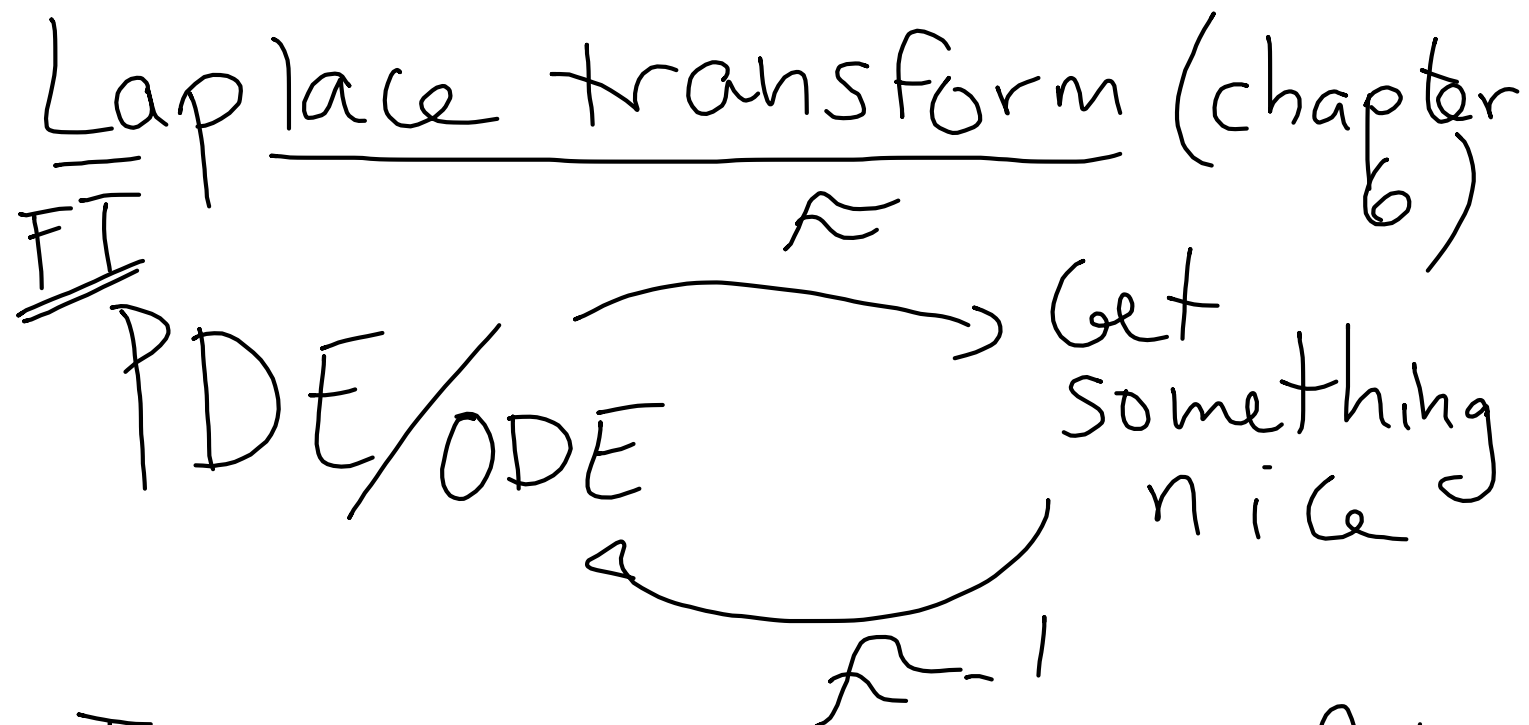 Laplace transform (chapter
6)
FT
ℱ
PDE/ODE
Get
something
nice
ℱ-1